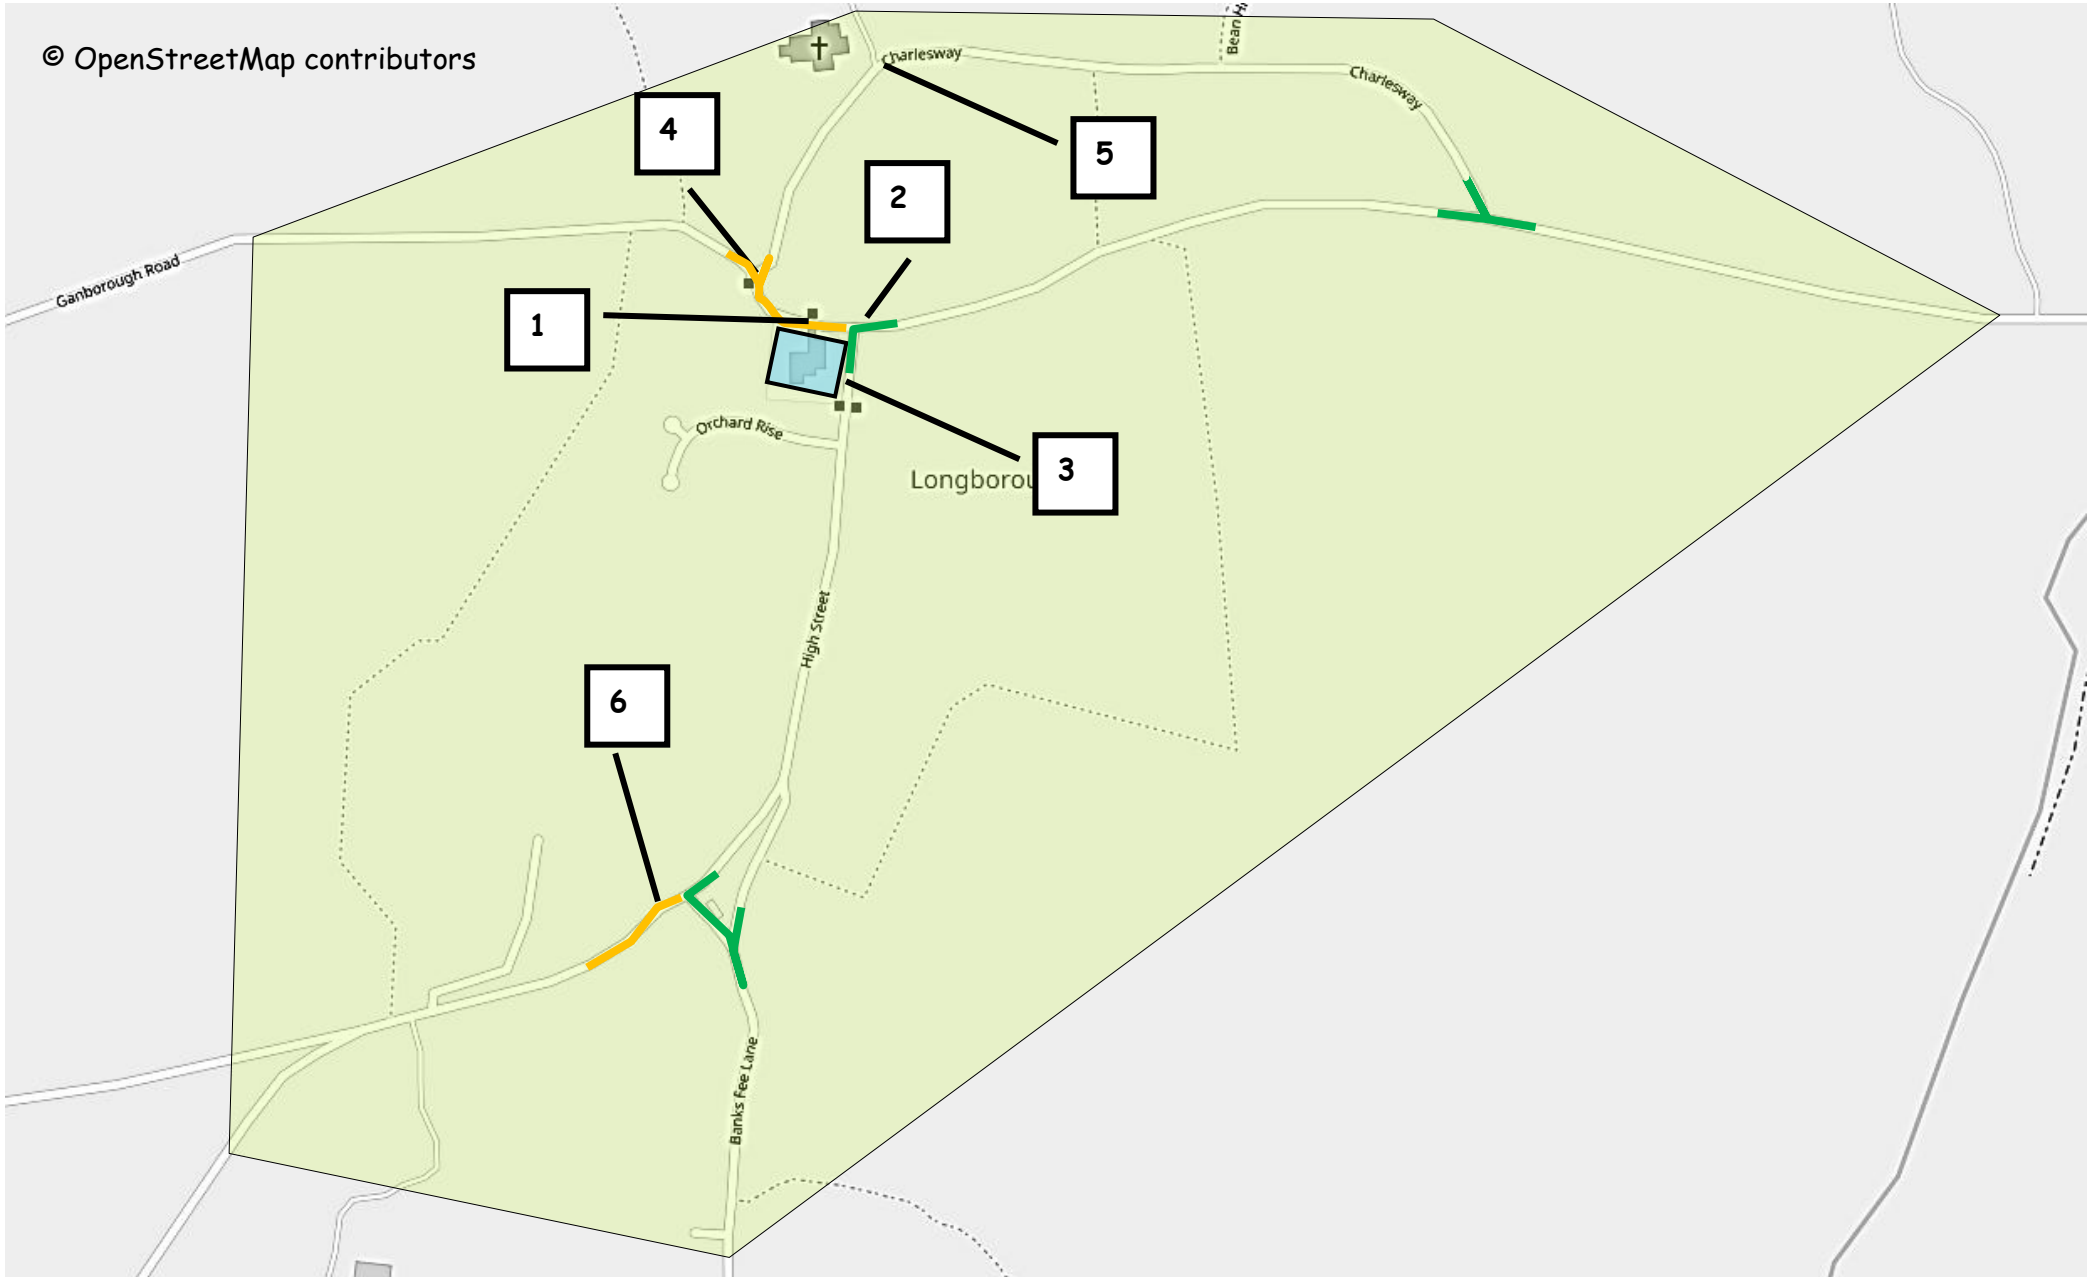 © OpenStreetMap contributors
Charlesway
Charlesway
4
5
2
Ganborough Road
1
Orchard Rise
3
High Street
6
Banks Fee Lane